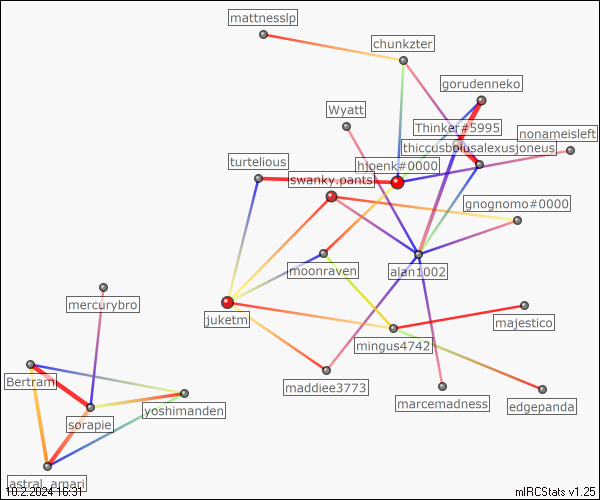 mattnesslp
chunkzter
gorudenneko
Wyatt
Thinker#5995
nonameisleft
thiccusbolusalexusjoneus
turtelious
hjoenk#0000
swanky.pants
gnognomo#0000
moonraven
alan1002
mercurybro
juketm
majestico
mingus4742
Bertram
maddiee3773
marcemadness
edgepanda
yoshimanden
sorapie
astral_amari
10.2.2024 16:31
mIRCStats v1.25